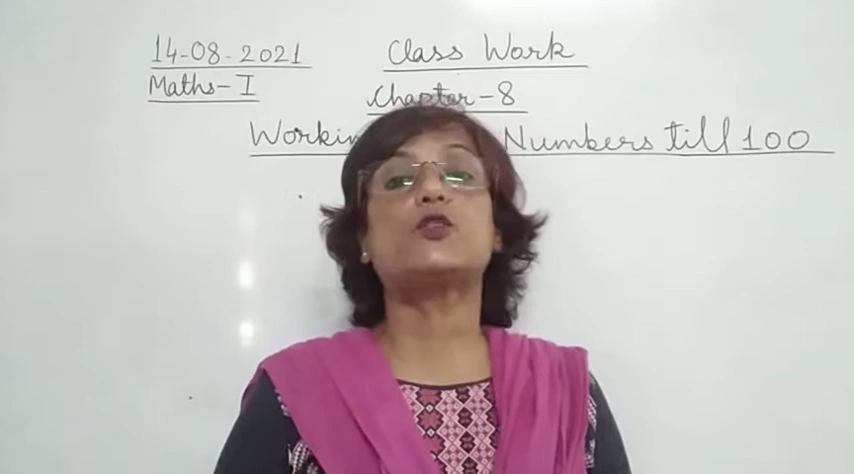 14-08-2021
Class Work
Maths-I
Chapter-8
Numbers till 100